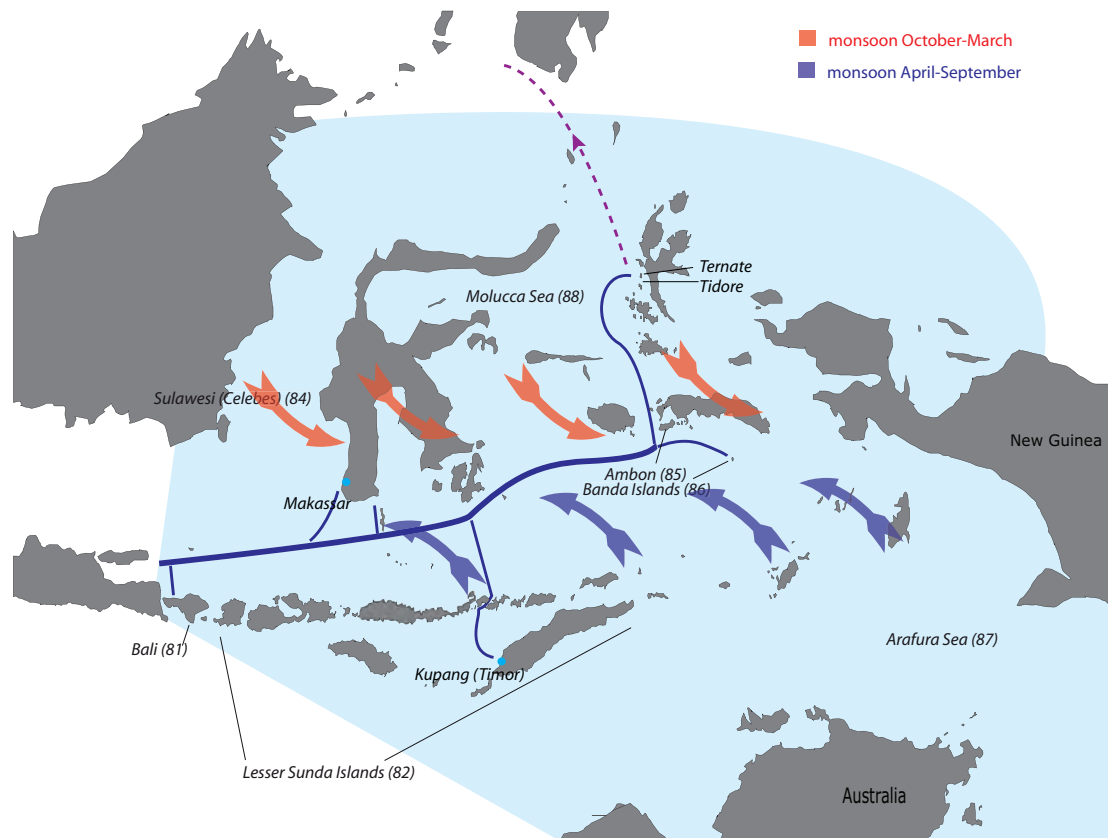 monsoon October-March
monsoon April-September
Ternate
Tidore
Molucca Sea (88)
Sulawesi (Celebes) (84)
New Guinea
Ambon (85)
Banda Islands (86)
Makassar
Arafura Sea (87)
Bali (81)
Kupang (Timor)
Lesser Sunda Islands (82)
Australia